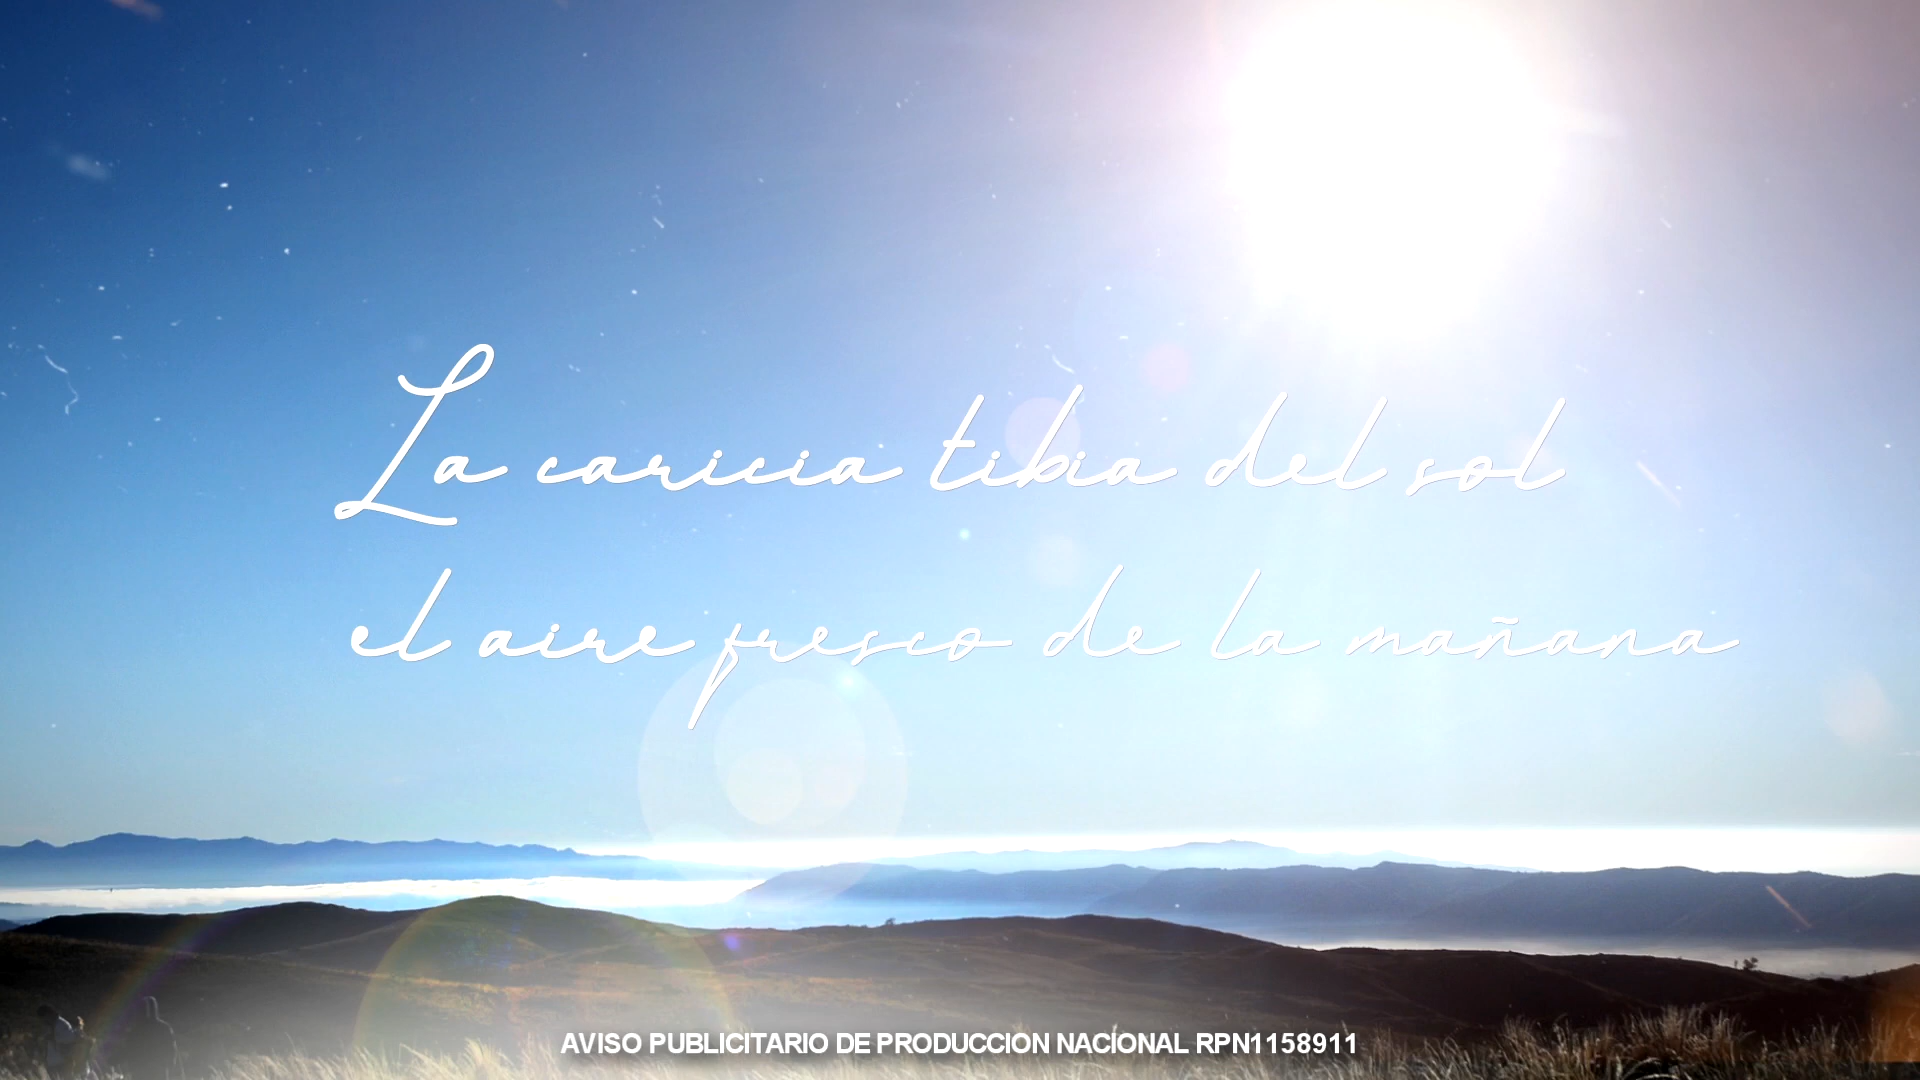 La caricia tibia del sol
el aire fresco de la mañana
AVISO PUBLICITARIO DE PRODUCCION NACIONAL RPN1158911